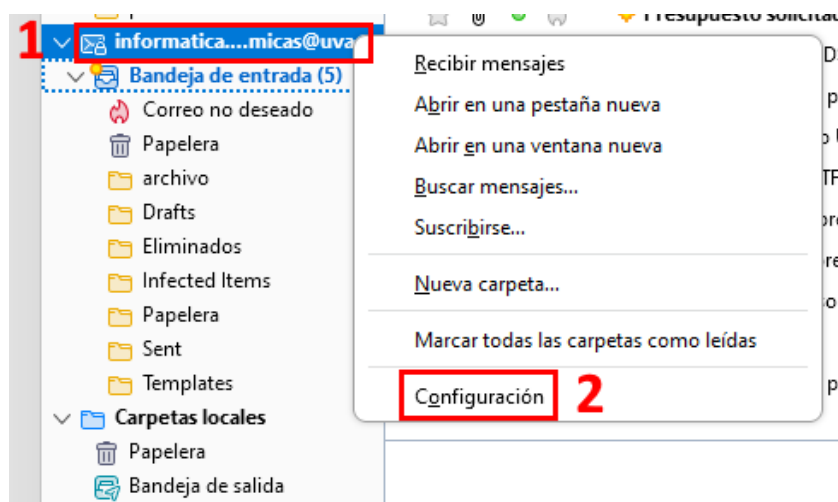 Presupuesto solicita
1
informatica....micas@uva
Bandeja de entrada (5)
Correo no deseado
Papelera
archivo
Drafts
Eliminados
Infected Items
Papelera
Sent
Templates
Carpetas locales
Papelera
Bandeja de salida
Recibir mensajes
Abrir en una pestaña nueva
Abrir en una ventana nueva
Buscar mensajes...
Suscribirse...
Nueva carpeta...
Marcar todas las carpetas como leídas
Configuración
2